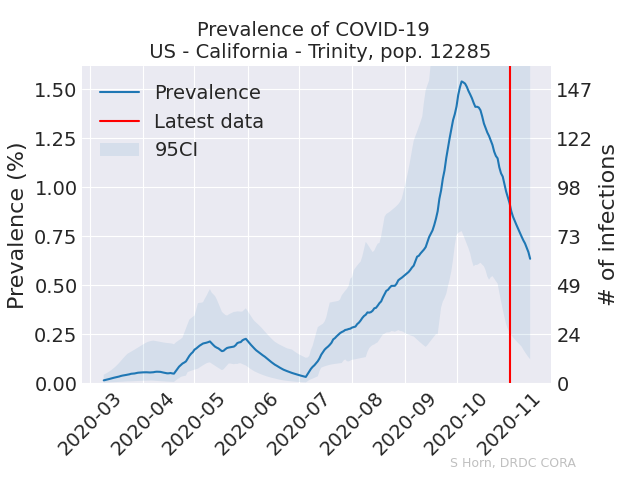 Prevalence of COVID-19
US - California - Trinity, pop. 12285
Prevalence
Latest data
95CI
Prevalence (%)
1.50
1.25
1.00
0.75
0.50
0.25
0.00
147
122
98
73
49
24
0
# of infections
2020-03
2020-04
2020-05
2020-06
2020-07
2020-08
2020-09
2020-10
2020-11
S Horn, DRDC CORA